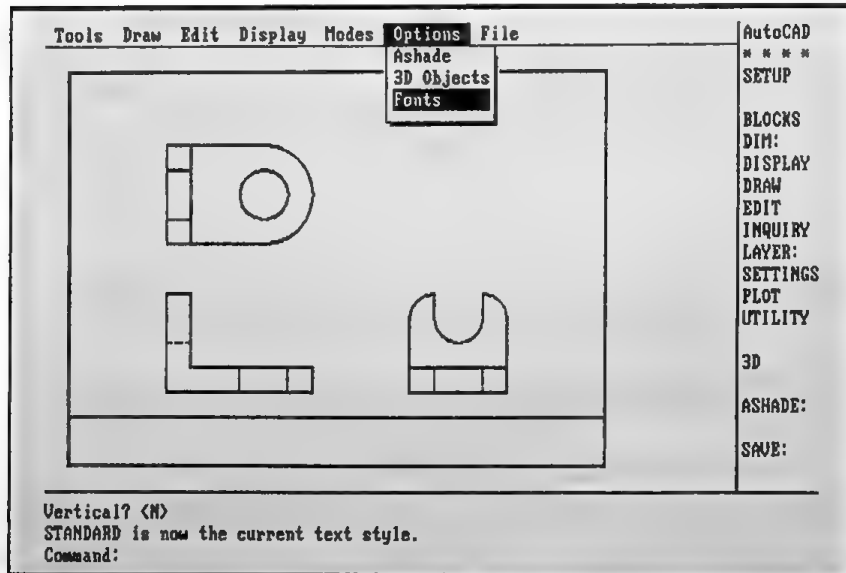 Tools Draw Edit Display Modes Options File
Ashade
3D Objects
Fonts
AutoCAD
* * * *
SETUP
BLOCKS
DIM:
DISPLAY
DRAW
EDIT
INQUIRY
LAYER:
SETTINGS
PLOT
UTILITY
3D
ASHADE:
SAVE:
Vertical? <N>
STANDARD is now the current text style.
Command: